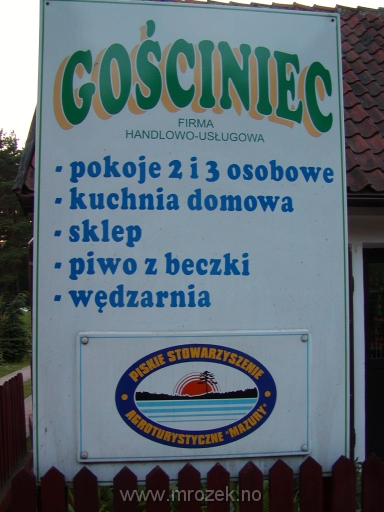 GOŚCINIEC
FIRMA
HANDLOWO-USŁUGOWA
- pokoje 2 i 3 osobowe
- kuchnia domowa
- sklep
- piwo z beczki
- wędzarnia
PISKIE STOWARZYSZENIE
AGROTURYSTYCZNE "MAZURY"
www.mrozek.no